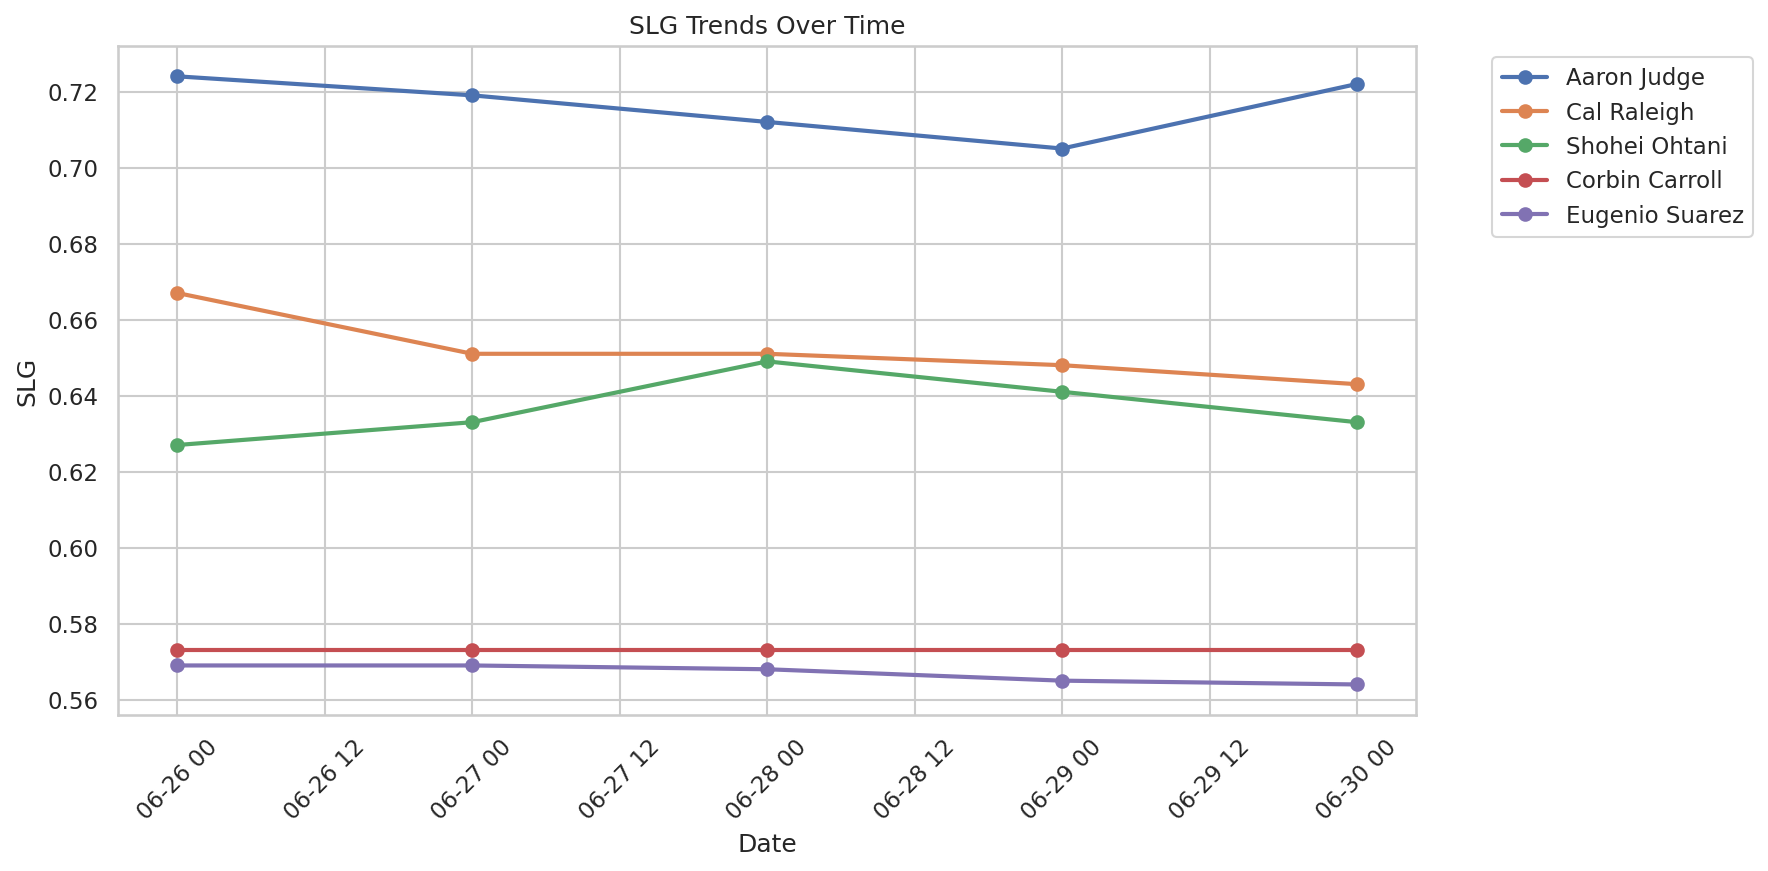 SLG Trends Over Time
Aaron Judge
Cal Raleigh
Shohei Ohtani
Corbin Carroll
Eugenio Suarez
SLG
0.72
0.70
0.68
0.66
0.64
0.62
0.60
0.58
0.56
06-26 00
06-26 12
06-27 00
06-27 12
06-28 00
06-28 12
06-29 00
06-29 12
06-30 00
Date